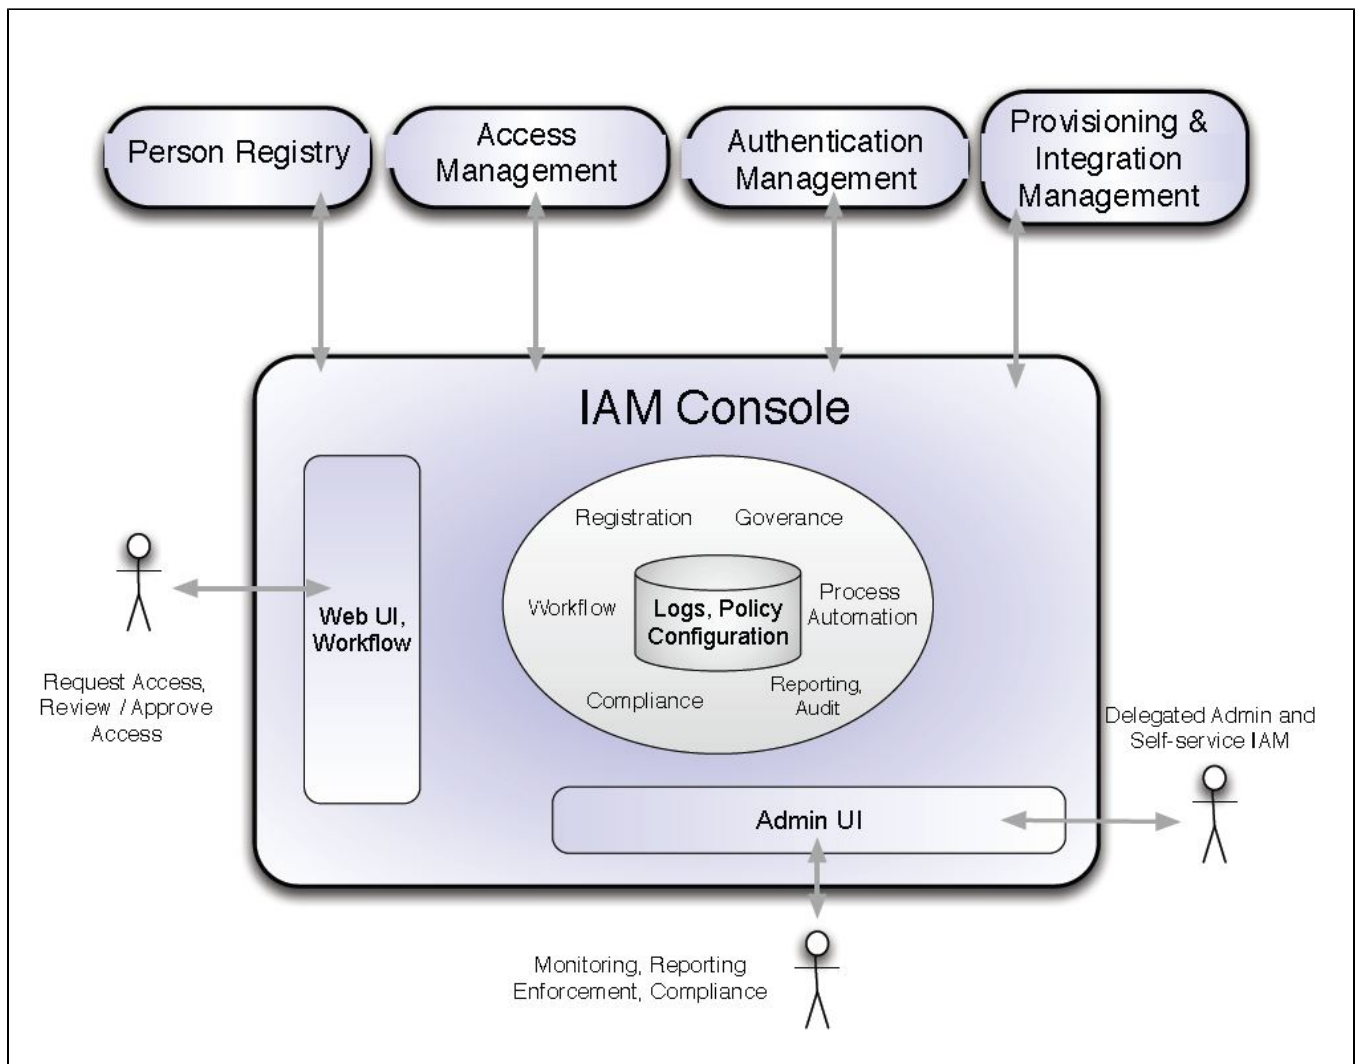 Person Registry
Access
Management
Authentication
Management
Provisioning &
Integration
Management
IAM Console
Registration
Goverance
Workflow
Logs, Policy
Configuration
Process
Automation
Compliance
Reporting,
Audit
Web UI,
Workflow
Request Access,
Review / Approve
Access
Delegated Admin and
Self-service IAM
Admin UI
Monitoring, Reporting
Enforcement, Compliance